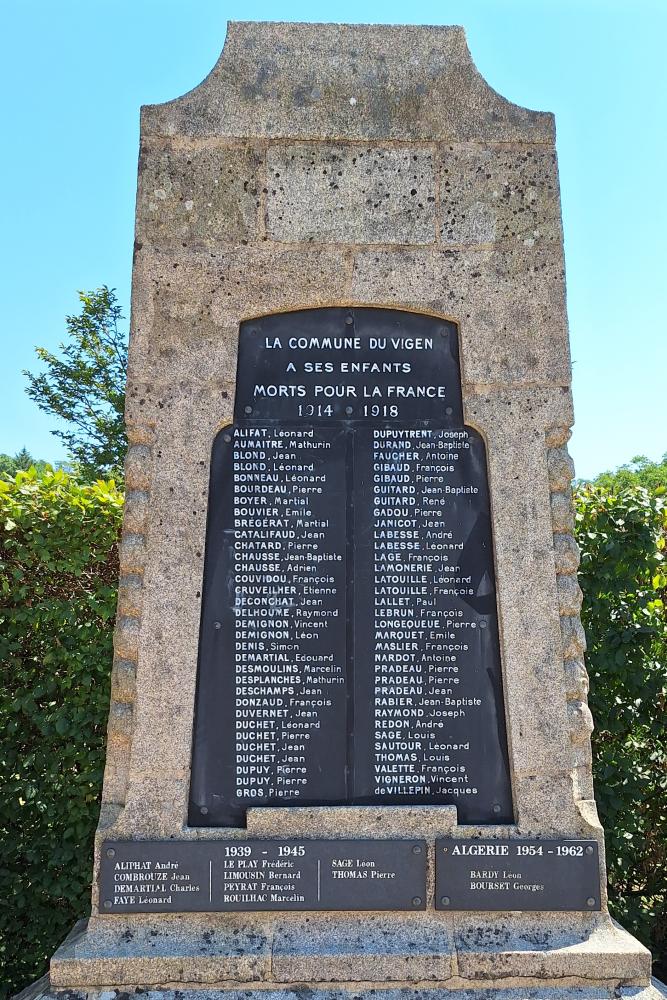 LA COMMUNE DU VIGEN
A SES ENFANTS
MORTS POUR LA FRANCE
1914 1918
ALIFAT, Léonard
AUMAITRE, Mathurin
BLOND, Jean
BLOND, Léonard
BONNEAU, Léonard
BOURDEAU, Pierre
BOYER, Martial
BOUVIER, Emile
BRÉGÉRAT, Martial
CATALIFAUD, Jean
CHATARD, Pierre
CHAUSSE, Jean-Baptiste
CHAUSSE, Adrien
COUVIDOU, François
CRUVEILHER, Etienne
DECONCHAT, Jean
DELHOUME, Raymond
DEMIGNON, Vincent
DEMIGNON, Léon
DENIS, Simon
DEMARTIAL, Edouard
DESMOULINS, Marcelin
DESPLANCHES, Mathurin
DESCHAMPS, Jean
DONZAUD, François
DUVERNET, Jean
DUCHET, Léonard
DUCHET, Pierre
DUCHET, Jean
DUCHET, Jean
DUPUY, Pierre
DUPUY, Pierre
GROS, Pierre
DUPUYTRENT, Joseph
DURAND, Jean-Baptiste
FAUCHER, Antoine
GIBAUD, François
GIBAUD, Pierre
GUITARD, Jean-Baptiste
GUITARD, René
GADOU, Pierre
JANICOT, Jean
LABESSE, André
LABESSE, Léonard
LAGE, François
LAMONERIE, Jean
LATOUILLE, Léonard
LATOUILLE, François
LALLET, Paul
LEBRUN, François
LONGEQUEUE, Pierre
MARQUET, Emile
MASLIER, François
NARDOT, Antoine
PRADEAU, Pierre
PRADEAU, Pierre
PRADEAU, Jean
RABIER, Jean-Baptiste
RAYMOND, Joseph
REDON, André
SAGE, Louis
SAUTOUR, Léonard
THOMAS, Louis
VALETTE, François
VIGNERON, Vincent
de VILLEPIN, Jacques
1939 - 1945
ALIPHAT André
COMBROUZE Jean
DEMARTIAL Charles
FAYE Léonard
LE PLAY Frédéric
LIMOUSIN Bernard
PEYRAT François
ROUILHAC Marcelin
SAGE Léon
THOMAS Pierre
ALGERIE 1954 - 1962
BARDY Léon
BOURSET Georges